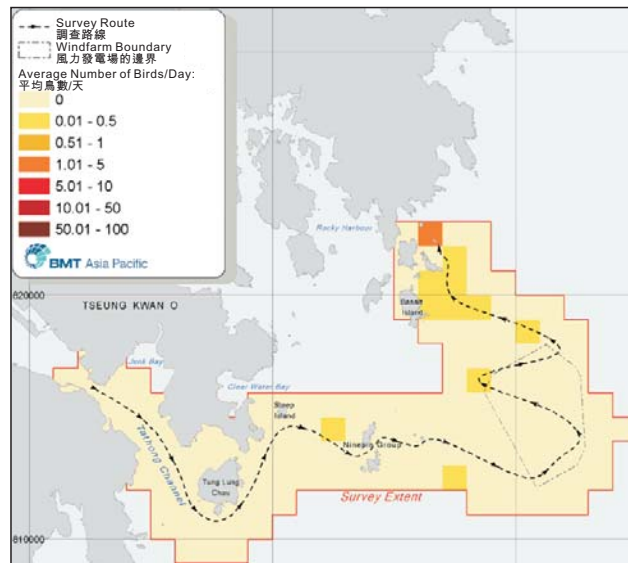 Survey Route
調查路線
Windfarm Boundary
風力發電場的邊界
Average Number of Birds/Day:
平均鳥數/天
0
0.01 - 0.5
0.51 - 1
1.01 - 5
5.01 - 10
10.01 - 50
50.01 - 100
BMT Asia Pacific
Rocky Harbour
820000
TSEUNG KWAN O
Basalt
Island
Junk Bay
Clear Water Bay
Steep
Island
Tathong Channel
Ninepin Group
Tung Lung
Chau
Survey Extent
810000